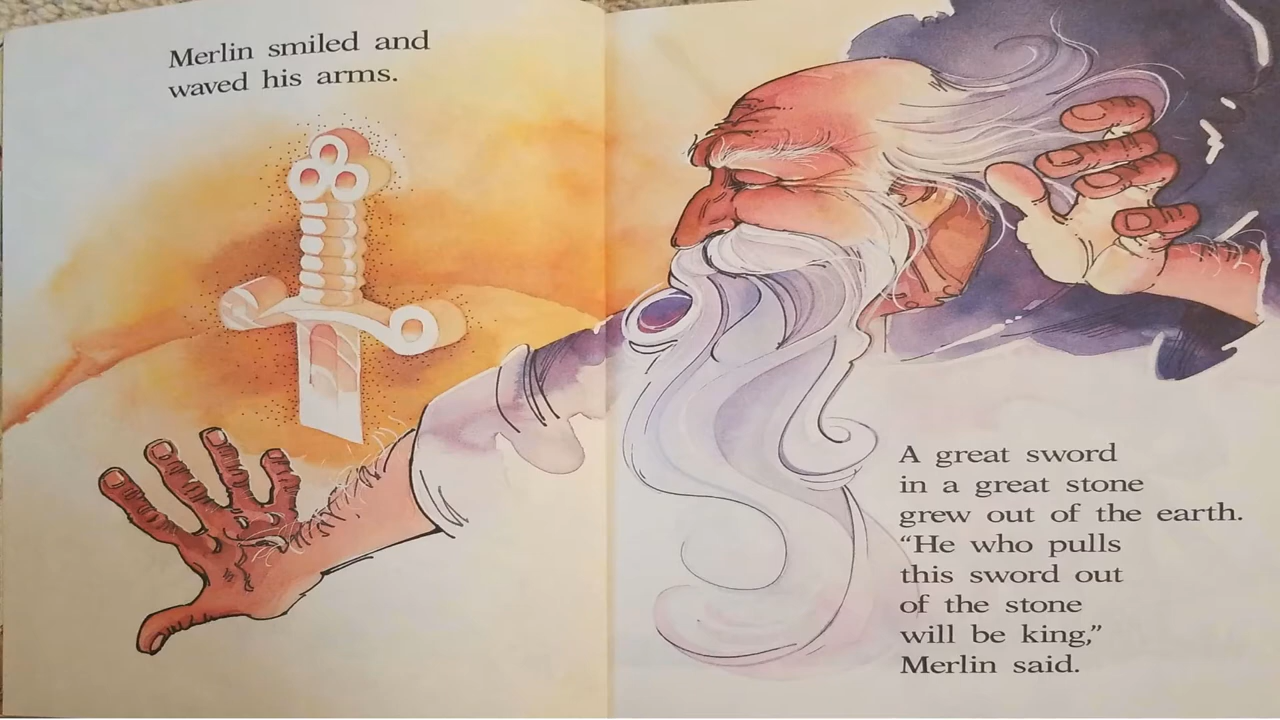 Merlin smiled and
waved his arms.
A great sword
in a great stone
grew out of the earth.
“He who pulls
this sword out
of the stone
will be king,”
Merlin said.